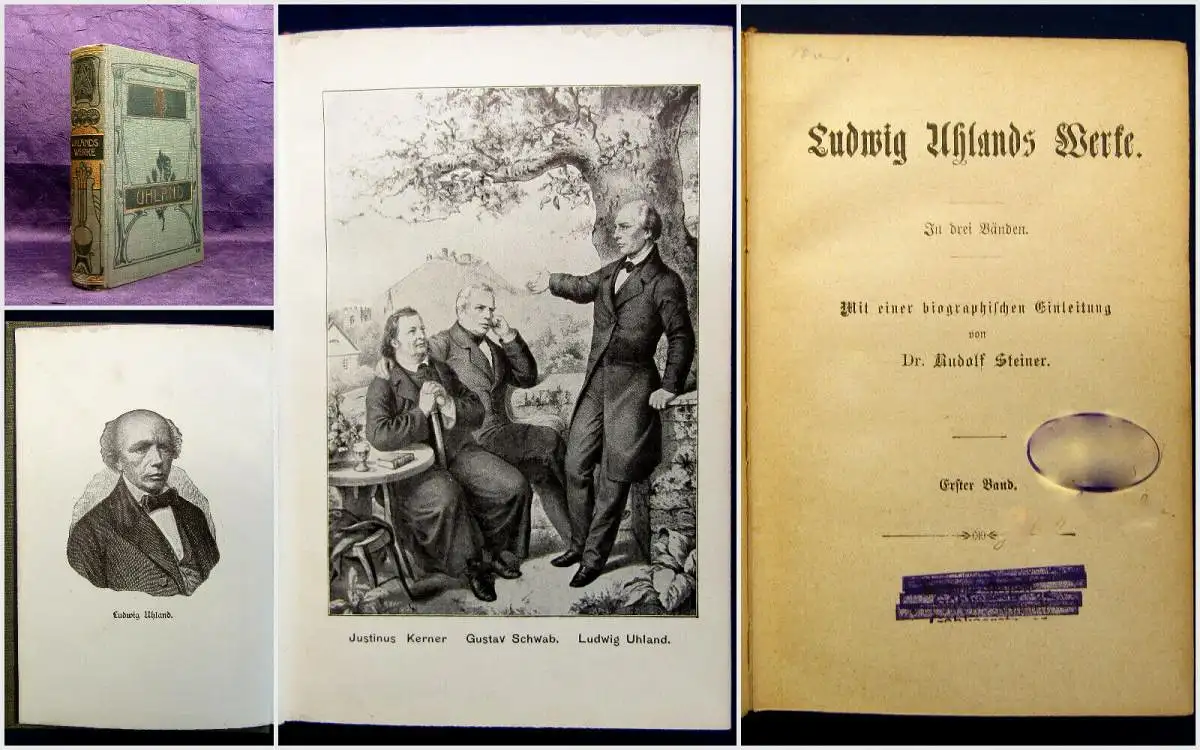 UHLANDS
WERKE
UHLAND
Ludwig Uhland.
Justinus Kerner Gustav Schwab. Ludwig Uhland.
Ludwig Uhlands Werke.
In drei Bänden.
Mit einer biographischen Einleitung
von
Dr. Rudolf Steiner.
Erster Band.